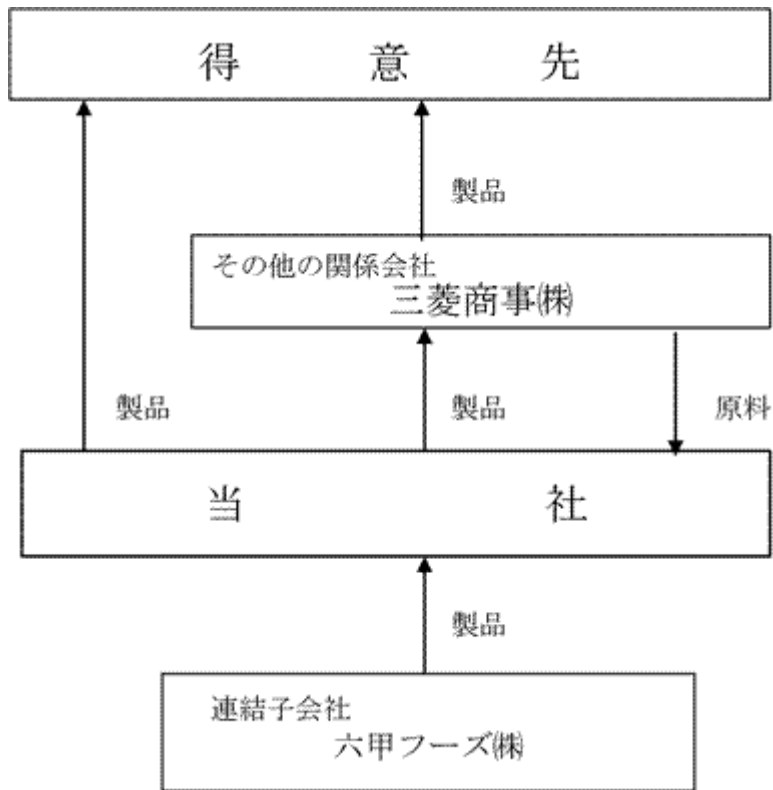 得意先
製品
その他の関係会社
三菱商事㈱
製品 製品 原料
当社
製品
連結子会社
六甲フーズ㈱